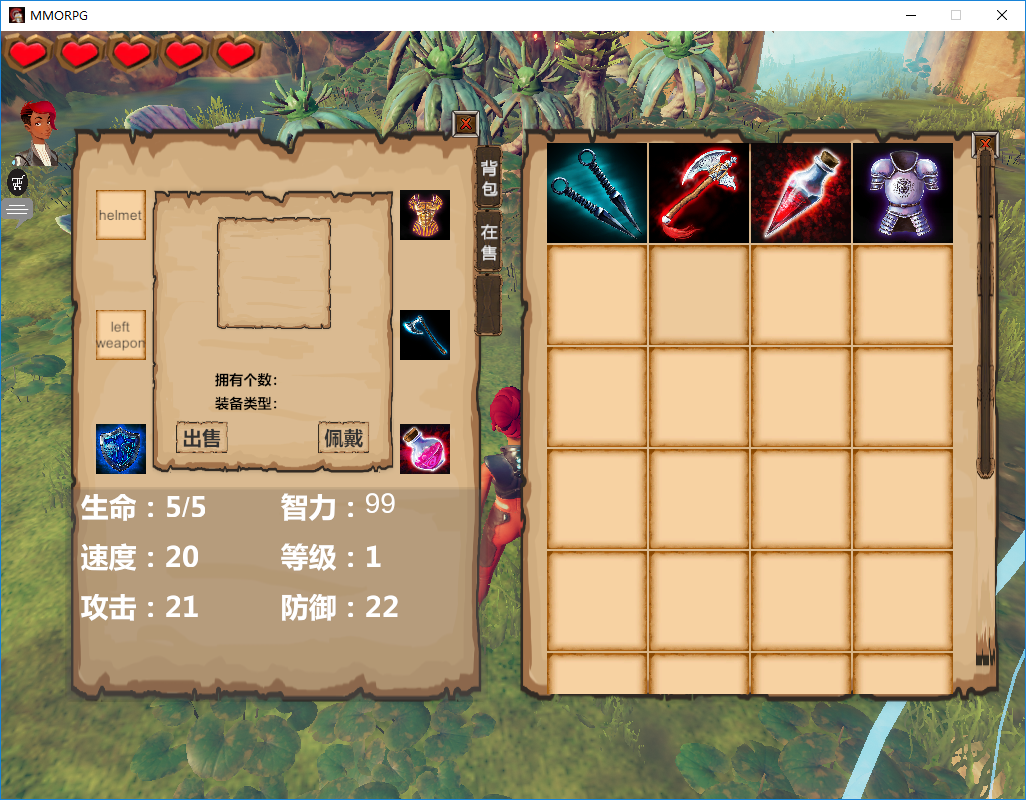 MMORPG
背包
在售
helmet
left
weapon
拥有个数：
装备类型：
出售
佩戴
生命：5/5
智力：99
速度：20
等级：1
攻击：21
防御：22